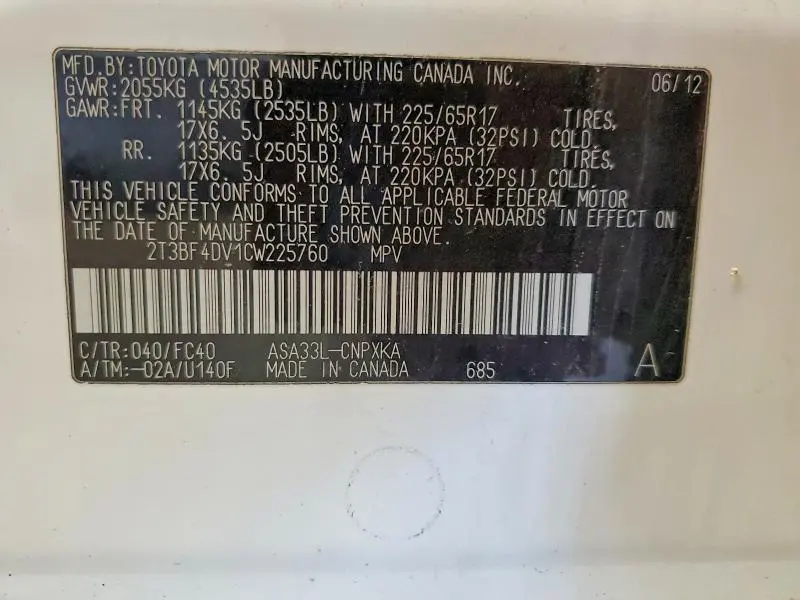 MFD. BY: TOYOTA MOTOR MANUFACTURING CANADA INC. 06/12
GVWR: 2055KG (4535LB)
GAWR: FRT. 1145KG (2535LB) WITH 225/65R17 TIRES,
17X6. 5J RIMS, AT 220KPA (32PSI) COLD.
RR. 1135KG (2505LB) WITH 225/65R17 TIRES,
17X6. 5J RIMS, AT 220KPA (32PSI) COLD.
THIS VEHICLE CONFORMS TO ALL APPLICABLE FEDERAL MOTOR
VEHICLE SAFETY AND THEFT PREVENTION STANDARDS IN EFFECT ON
THE DATE OF MANUFACTURE SHOWN ABOVE.
2T3BF4DV1CW225760 MPV
C/TR: 040/FC40 ASA33L-CNPXKA
A/TM: -02A/U140F MADE IN CANADA 685 A